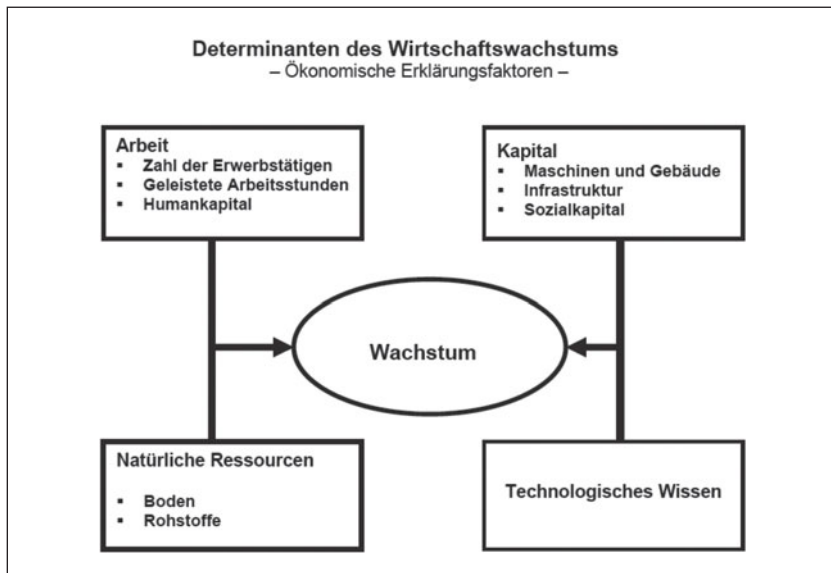 Determinanten des Wirtschaftswachstums
– Ökonomische Erklärungsfaktoren –
Arbeit
▪ Zahl der Erwerbstätigen
▪ Geleistete Arbeitsstunden
▪ Humankapital
Kapital
▪ Maschinen und Gebäude
▪ Infrastruktur
▪ Sozialkapital
Wachstum
Natürliche Ressourcen
▪ Boden
▪ Rohstoffe
Technologisches Wissen